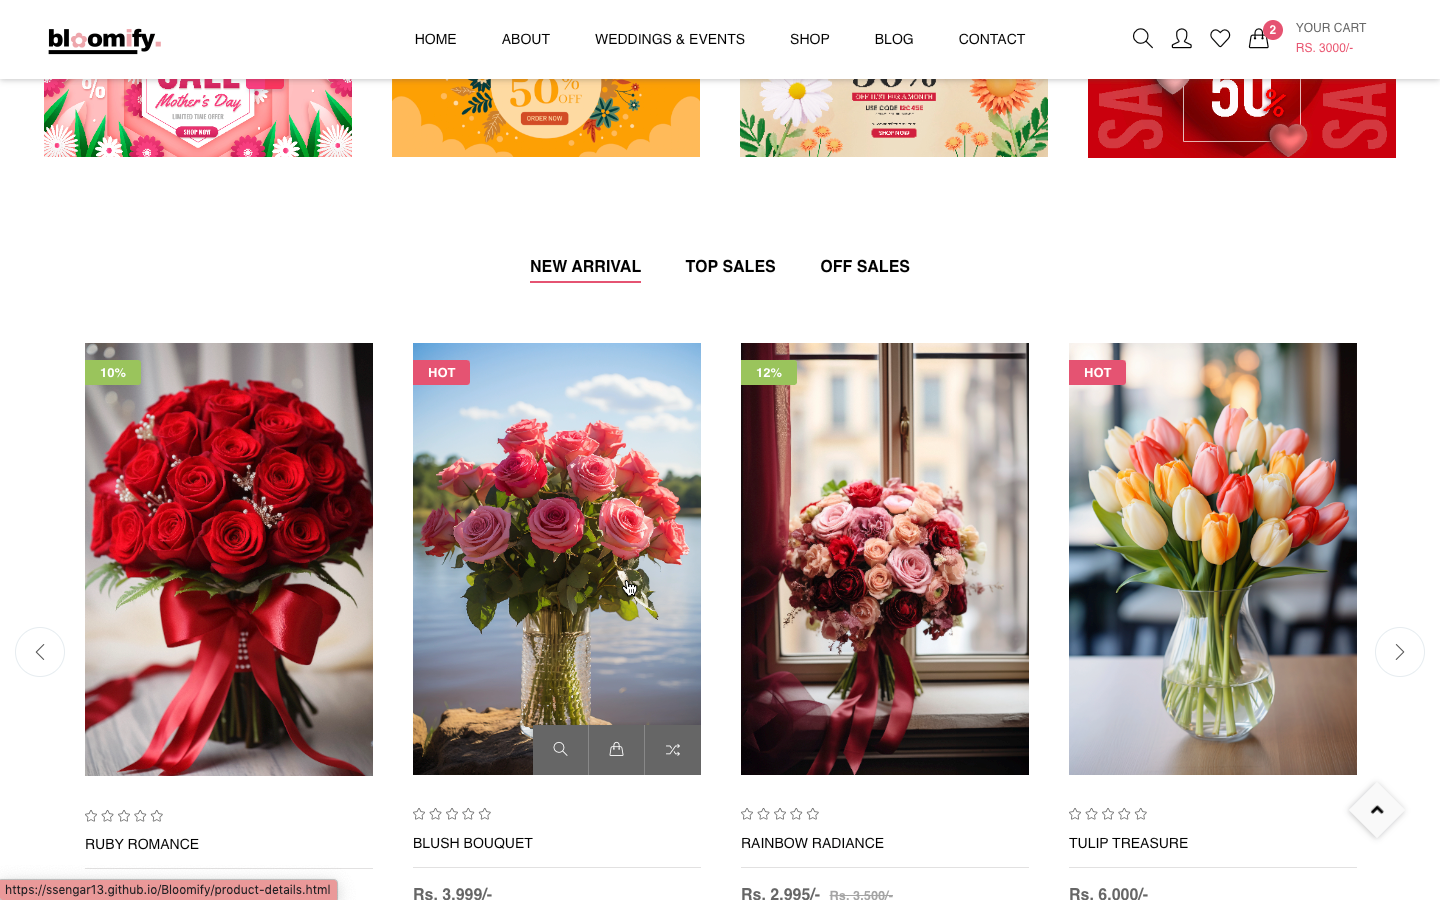 bloomify.
HOME
ABOUT
WEDDINGS & EVENTS
SHOP
BLOG
CONTACT
2
YOUR CART
RS. 3000/-
%
SALE
Mother's Day
LIMITED TIME OFFER
SHOP NOW
50%
OFF
ORDER NOW
50%
OFF JUST FOR A MONTH
USE CODE
SHOP NOW
SA
50%
SA
NEW ARRIVAL
TOP SALES
OFF SALES
10%
HOT
12%
HOT
RUBY ROMANCE
BLUSH BOUQUET
RAINBOW RADIANCE
TULIP TREASURE
Rs. 3,999/-
Rs. 2,995/- Rs. 3,500/-
Rs. 6,000/-
https://ssengar13.github.io/Bloomify/product-details.html